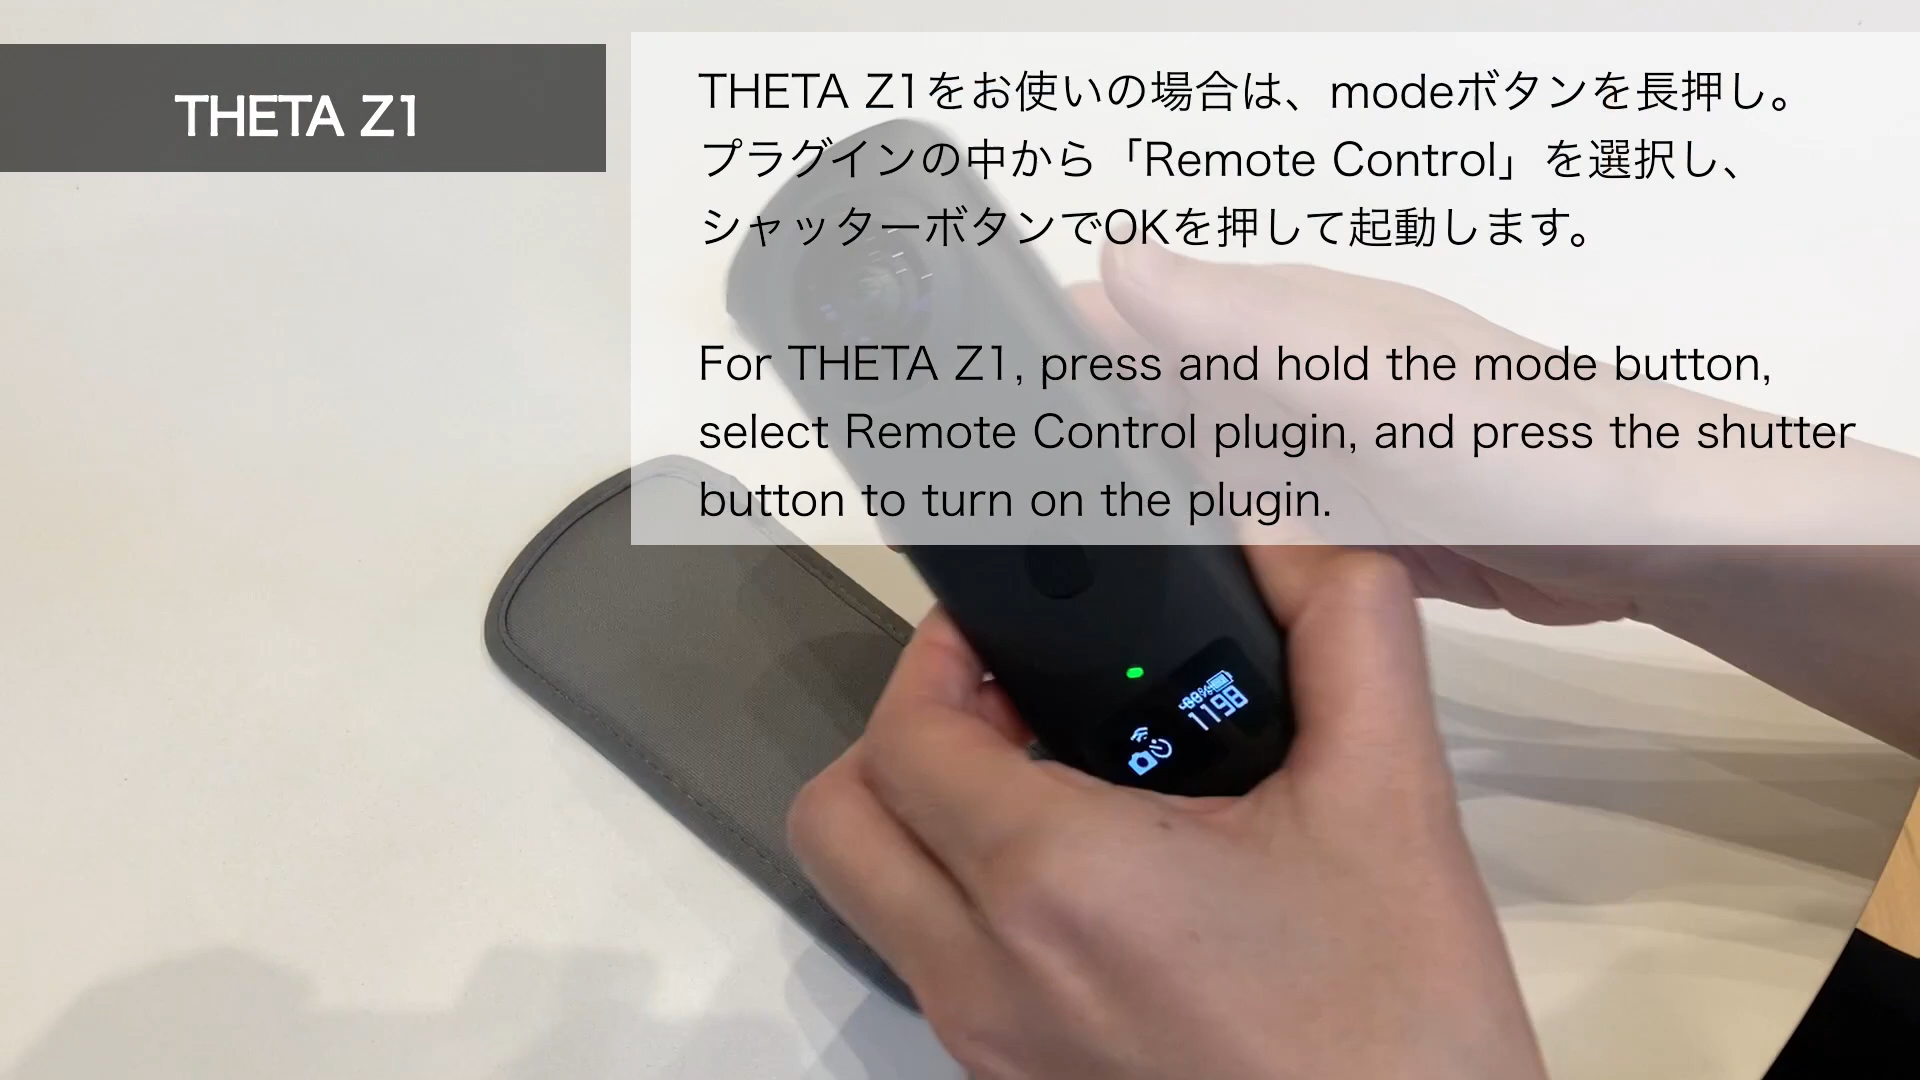 THETA Z1
THETA Z1をお使いの場合は、modeボタンを長押し。
プラグインの中から「Remote Control」を選択し、
シャッターボタンでOKを押して起動します。
For THETA Z1, press and hold the mode button,
select Remote Control plugin, and press the shutter
button to turn on the plugin.
1198